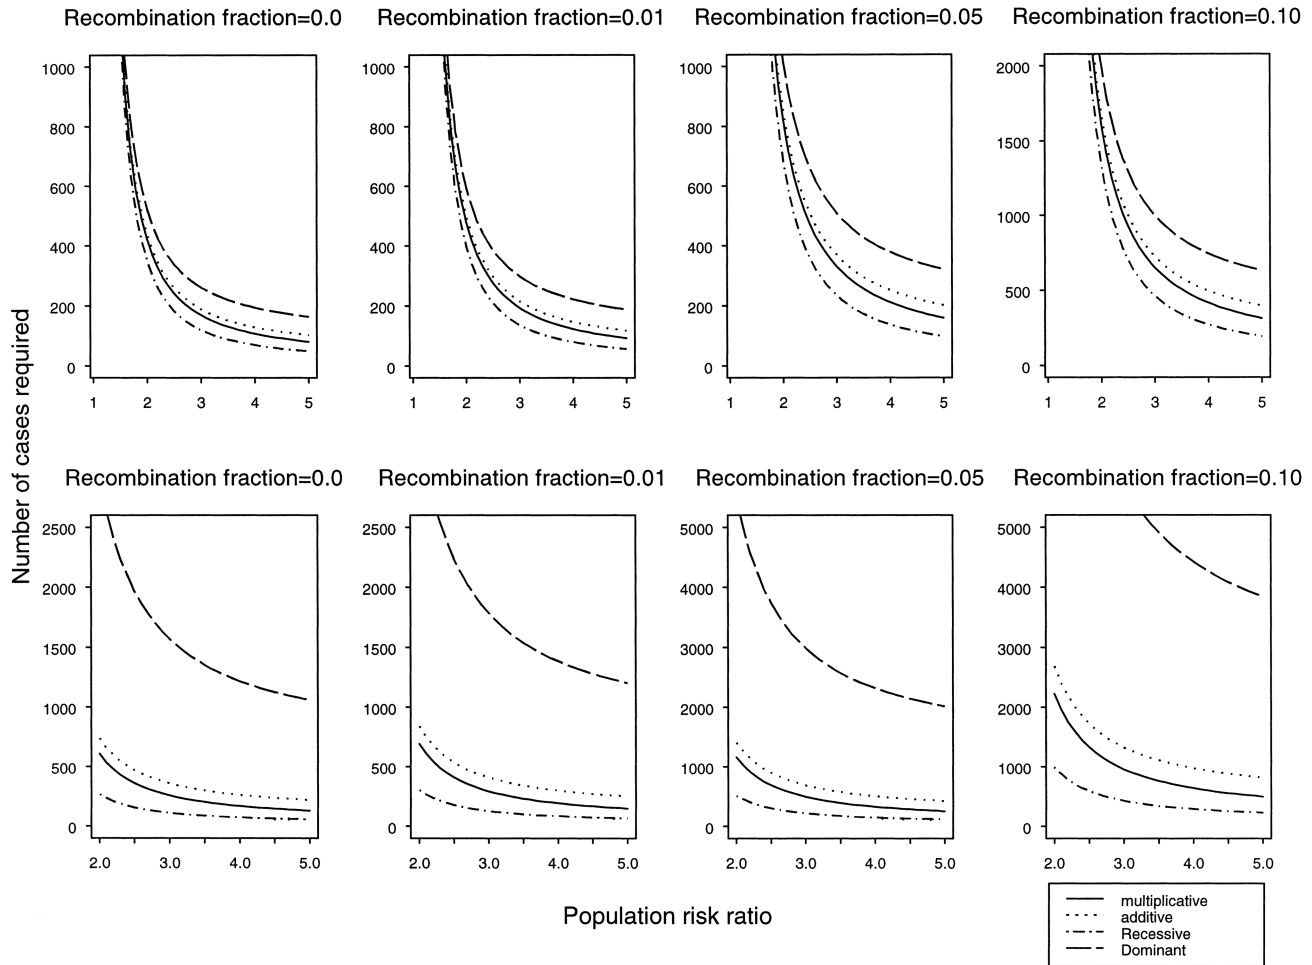 Recombination fraction=0.0
Recombination fraction=0.01
Recombination fraction=0.05
Recombination fraction=0.10
1000
800
600
400
200
0
1 2 3 4 5
1000
800
600
400
200
0
1 2 3 4 5
1000
800
600
400
200
0
1 2 3 4 5
2000
1500
1000
500
0
1 2 3 4 5
Number of cases required
Recombination fraction=0.0
Recombination fraction=0.01
Recombination fraction=0.05
Recombination fraction=0.10
2500
2000
1500
1000
500
0
2.0 3.0 4.0 5.0
2500
2000
1500
1000
500
0
2.0 3.0 4.0 5.0
5000
4000
3000
2000
1000
0
2.0 3.0 4.0 5.0
5000
4000
3000
2000
1000
0
2.0 3.0 4.0 5.0
Population risk ratio
multiplicative
additive
Recessive
Dominant